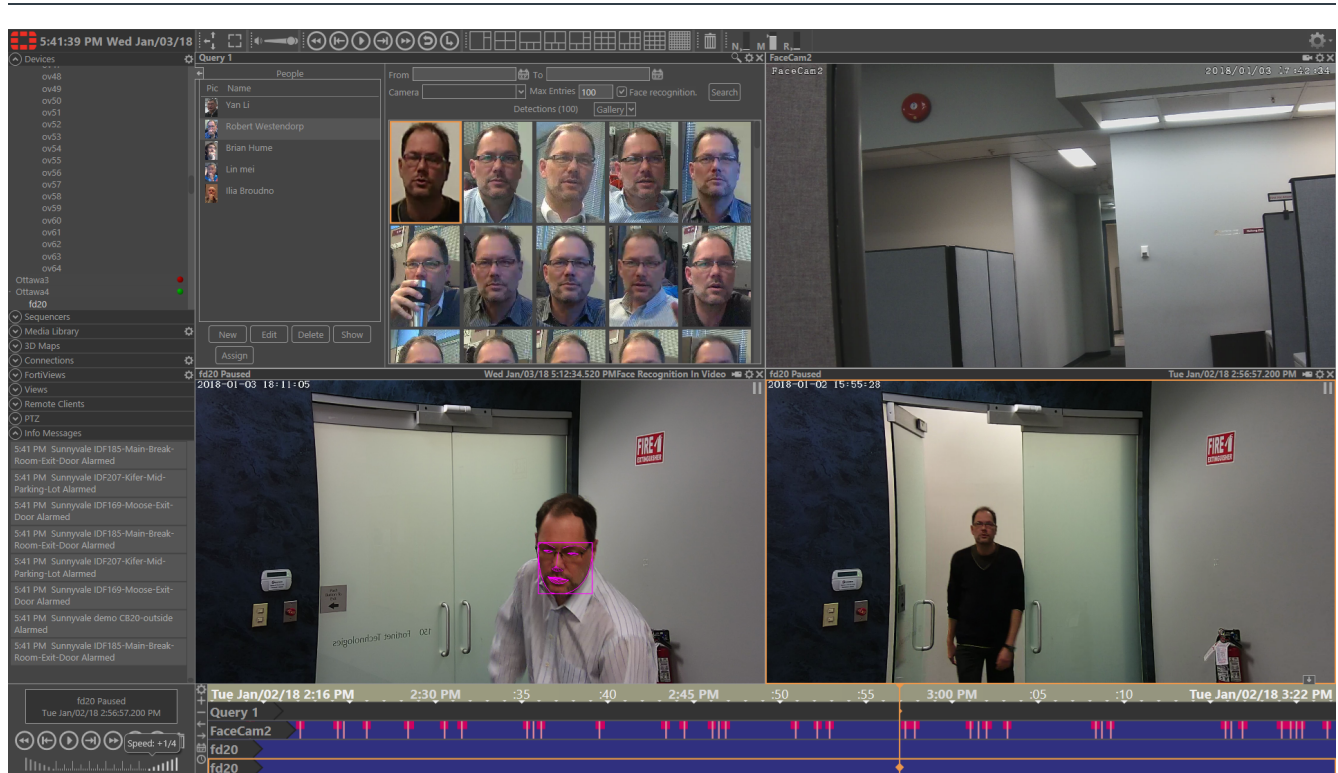 5:41:39 PM Wed Jan/03/18
N
M
R
Devices
ov48
ov49
ov50
ov51
ov52
ov53
ov54
ov55
ov56
ov57
ov58
ov59
ov60
ov61
ov62
ov63
ov64
Ottawa3
Ottawa4
fd20
Sequencers
Media Library
3D Maps
Connections
FortiViews
Views
Remote Clients
PTZ
Info Messages
5:41 PM Sunnyvale IDF185-Main-Break-
Room-Exit-Door Alarmed
5:41 PM Sunnyvale IDF207-Kifer-Mid-
Parking-Lot Alarmed
5:41 PM Sunnyvale IDF169-Moose-Exit-
Door Alarmed
5:41 PM Sunnyvale IDF185-Main-Break-
Room-Exit-Door Alarmed
5:41 PM Sunnyvale IDF207-Kifer-Mid-
Parking-Lot Alarmed
5:41 PM Sunnyvale IDF169-Moose-Exit-
Door Alarmed
5:41 PM Sunnyvale demo CB20-outside
Alarmed
5:41 PM Sunnyvale IDF185-Main-Break-
Room-Exit-Door Alarmed
Query 1
People
Pic Name
Yan Li
Robert Westendorp
Brian Hume
Lin mei
Ilia Broudno
New Edit Delete Show
Assign
From To
Camera Max Entries 100 Face recognition. Search
Detections (100) Gallery
FaceCam2
FaceCam2 2018/01/03 17:42:34
fd20 Paused Wed Jan/03/18 5:12:34.520 PM Face Recognition In Video
2018-01-03 18:11:05
FIRE
EXTINGUISHER
150 Fortinet Technologies
fd20 Paused Tue Jan/02/18 2:56:57.200 PM
2018-01-02 15:55:28
FIRE
EXTINGUISHER
fd20 Paused
Tue Jan/02/18 2:56:57.200 PM
Speed: +1/4
Tue Jan/02/18 2:16 PM 2:30 PM :35 :40 2:45 PM :50 :55 3:00 PM :05 :10 Tue Jan/02/18 3:22 PM
Query 1
FaceCam2
fd20
fd20